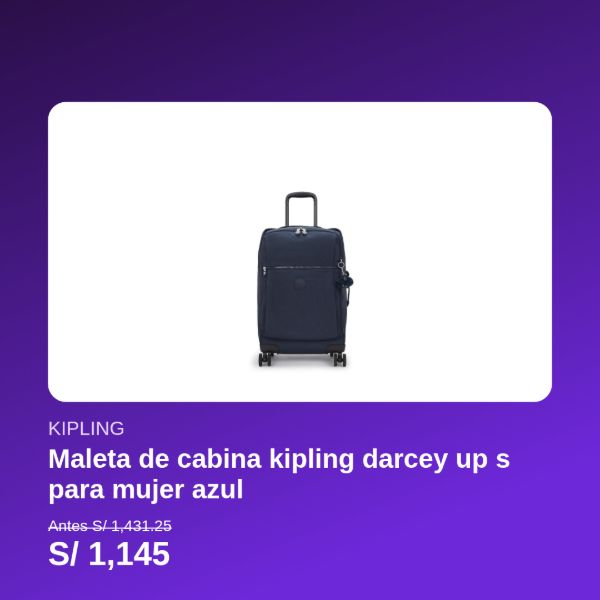 KIPLING
Maleta de cabina kipling darcey up s
para mujer azul
Antes S/ 1,431.25
S/ 1,145